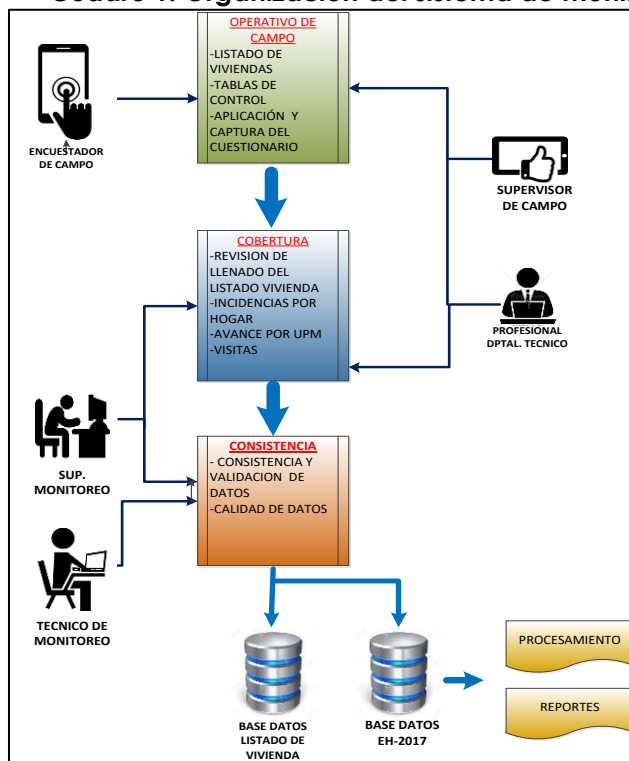 OPERATIVO DE
CAMPO
-LISTADO DE
VIVIENDAS
-TABLAS DE
CONTROL
-APLICACIÓN Y
CAPTURA DEL
CUESTIONARIO
ENCUESTADOR
DE CAMPO
SUPERVISOR
DE CAMPO
COBERTURA
-REVISION DE
LLENADO DEL
LISTADO VIVIENDA
-INCIDENCIAS POR
HOGAR
-AVANCE POR UPM
-VISITAS
PROFESIONAL
DPTAL. TECNICO
SUP.
MONITOREO
CONSISTENCIA
- CONSISTENCIA Y
VALIDACION DE
DATOS
-CALIDAD DE DATOS
TECNICO DE
MONITOREO
BASE DATOS
LISTADO DE
VIVIENDA
BASE DATOS
EH-2017
PROCESAMIENTO
REPORTES